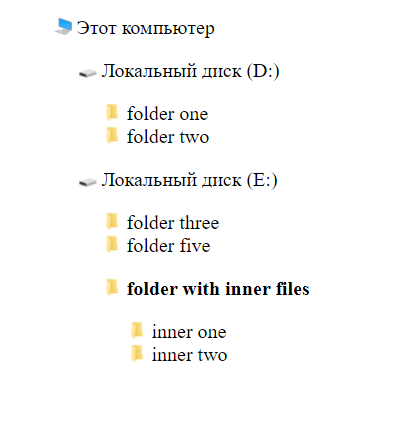 Этот компьютер
Локальный диск (D:)
folder one
folder two
Локальный диск (E:)
folder three
folder five
folder with inner files
inner one
inner two